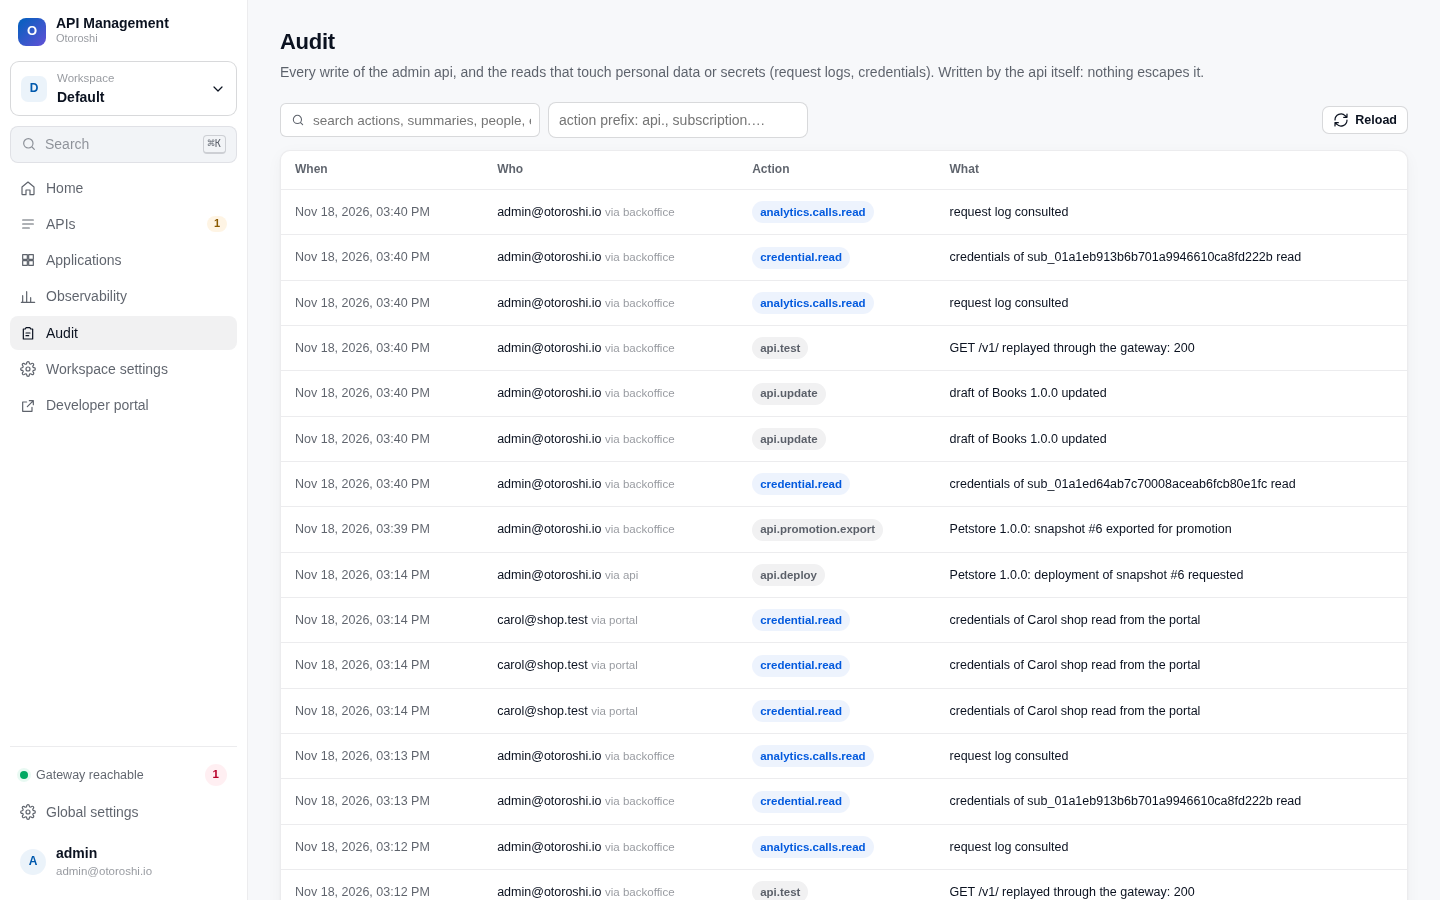 API Management
Otoroshi
D
Workspace
Default
Search
⌘K
Home
APIs 1
Applications
Observability
Audit
Workspace settings
Developer portal
Gateway reachable 1
Global settings
A
admin
admin@otoroshi.io
O
Audit
Every write of the admin api, and the reads that touch personal data or secrets (request logs, credentials). Written by the api itself: nothing escapes it.
search actions, summaries, people,
action prefix: api., subscription.…
Reload
When Who Action What
Nov 18, 2026, 03:40 PM admin@otoroshi.io via backoffice analytics.calls.read request log consulted
Nov 18, 2026, 03:40 PM admin@otoroshi.io via backoffice credential.read credentials of sub_01a1eb913b6b701a9946610ca8fd222b read
Nov 18, 2026, 03:40 PM admin@otoroshi.io via backoffice analytics.calls.read request log consulted
Nov 18, 2026, 03:40 PM admin@otoroshi.io via backoffice api.test GET /v1/ replayed through the gateway: 200
Nov 18, 2026, 03:40 PM admin@otoroshi.io via backoffice api.update draft of Books 1.0.0 updated
Nov 18, 2026, 03:40 PM admin@otoroshi.io via backoffice api.update draft of Books 1.0.0 updated
Nov 18, 2026, 03:40 PM admin@otoroshi.io via backoffice credential.read credentials of sub_01a1ed64ab7c70008aceab6fcb80e1fc read
Nov 18, 2026, 03:39 PM admin@otoroshi.io via backoffice api.promotion.export Petstore 1.0.0: snapshot #6 exported for promotion
Nov 18, 2026, 03:14 PM admin@otoroshi.io via api api.deploy Petstore 1.0.0: deployment of snapshot #6 requested
Nov 18, 2026, 03:14 PM carol@shop.test via portal credential.read credentials of Carol shop read from the portal
Nov 18, 2026, 03:14 PM carol@shop.test via portal credential.read credentials of Carol shop read from the portal
Nov 18, 2026, 03:14 PM carol@shop.test via portal credential.read credentials of Carol shop read from the portal
Nov 18, 2026, 03:13 PM admin@otoroshi.io via backoffice analytics.calls.read request log consulted
Nov 18, 2026, 03:13 PM admin@otoroshi.io via backoffice credential.read credentials of sub_01a1eb913b6b701a9946610ca8fd222b read
Nov 18, 2026, 03:12 PM admin@otoroshi.io via backoffice analytics.calls.read request log consulted
Nov 18, 2026, 03:12 PM admin@otoroshi.io via backoffice api.test GET /v1/ replayed through the gateway: 200